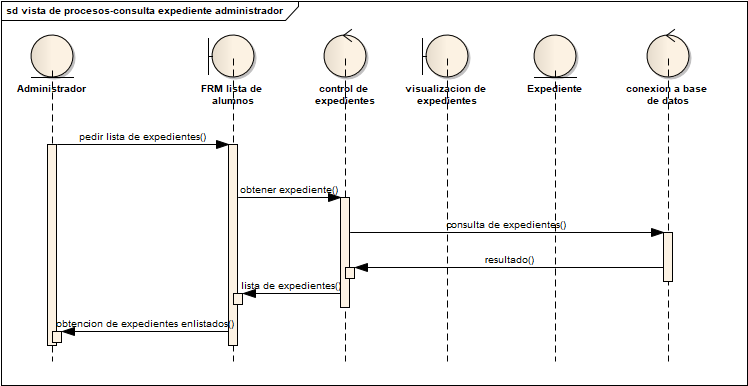 sd vista de procesos-consulta expediente administrador
Administrador
FRM lista de
alumnos
control de
expedientes
visualizacion de
expedientes
Expediente
conexion a base
de datos
pedir lista de expedientes()
obtener expediente()
consulta de expedientes()
resultado()
lista de expedientes()
obtencion de expedientes enlistados()